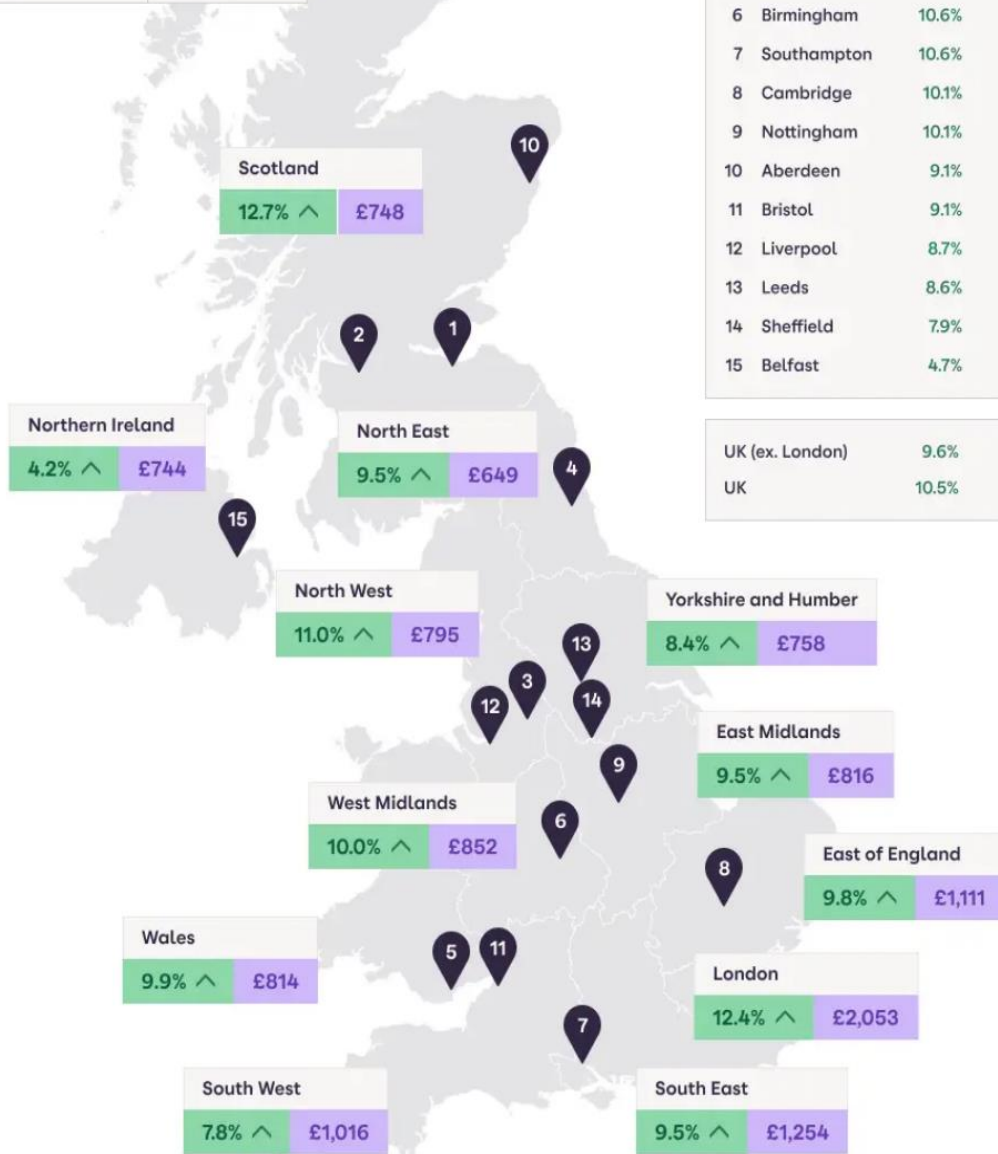 6 Birmingham 10.6%
7 Southampton 10.6%
8 Cambridge 10.1%
9 Nottingham 10.1%
10 Aberdeen 9.1%
11 Bristol 9.1%
12 Liverpool 8.7%
13 Leeds 8.6%
14 Sheffield 7.9%
15 Belfast 4.7%
UK (ex. London) 9.6%
UK 10.5%
10
Scotland
12.7% £748
2
1
Northern Ireland
4.2% £744
North East
9.5% £649
4
15
North West
11.0% £795
Yorkshire and Humber
8.4% £758
13
3
12
14
East Midlands
9.5% £816
9
West Midlands
10.0% £852
6
East of England
9.8% £1,111
8
Wales
9.9% £814
5
11
London
12.4% £2,053
7
South West
7.8% £1,016
South East
9.5% £1,254